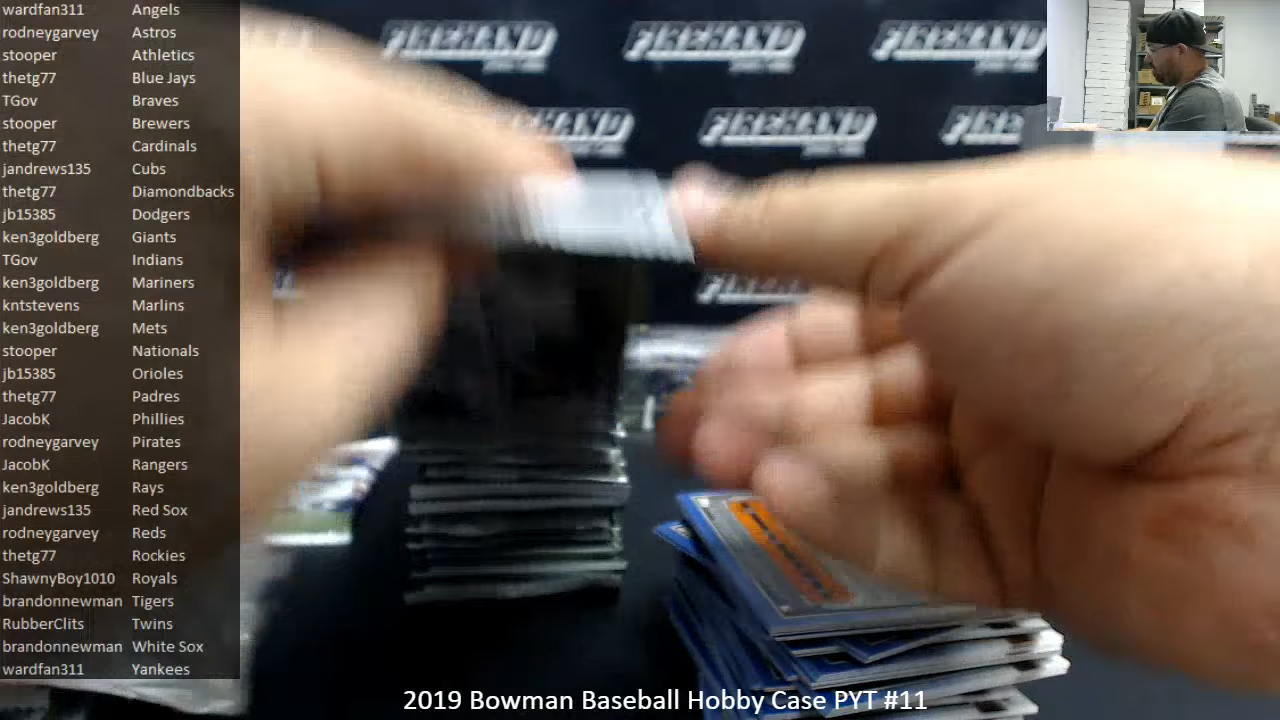 wardfan311 Angels
rodneygarvey Astros
stooper Athletics
thetg77 Blue Jays
TGov Braves
stooper Brewers
thetg77 Cardinals
jandrews135 Cubs
thetg77 Diamondbacks
jb15385 Dodgers
ken3goldberg Giants
TGov Indians
ken3goldberg Mariners
kntstevens Marlins
ken3goldberg Mets
stooper Nationals
jb15385 Orioles
thetg77 Padres
JacobK Phillies
rodneygarvey Pirates
JacobK Rangers
ken3goldberg Rays
jandrews135 Red Sox
rodneygarvey Reds
thetg77 Rockies
ShawnyBoy1010 Royals
brandonnewman Tigers
RubberClits Twins
brandonnewman White Sox
wardfan311 Yankees
FIREHAND FIREHAND FIREHAND
FIREHAND
2019 Bowman Baseball Hobby Case PYT #11